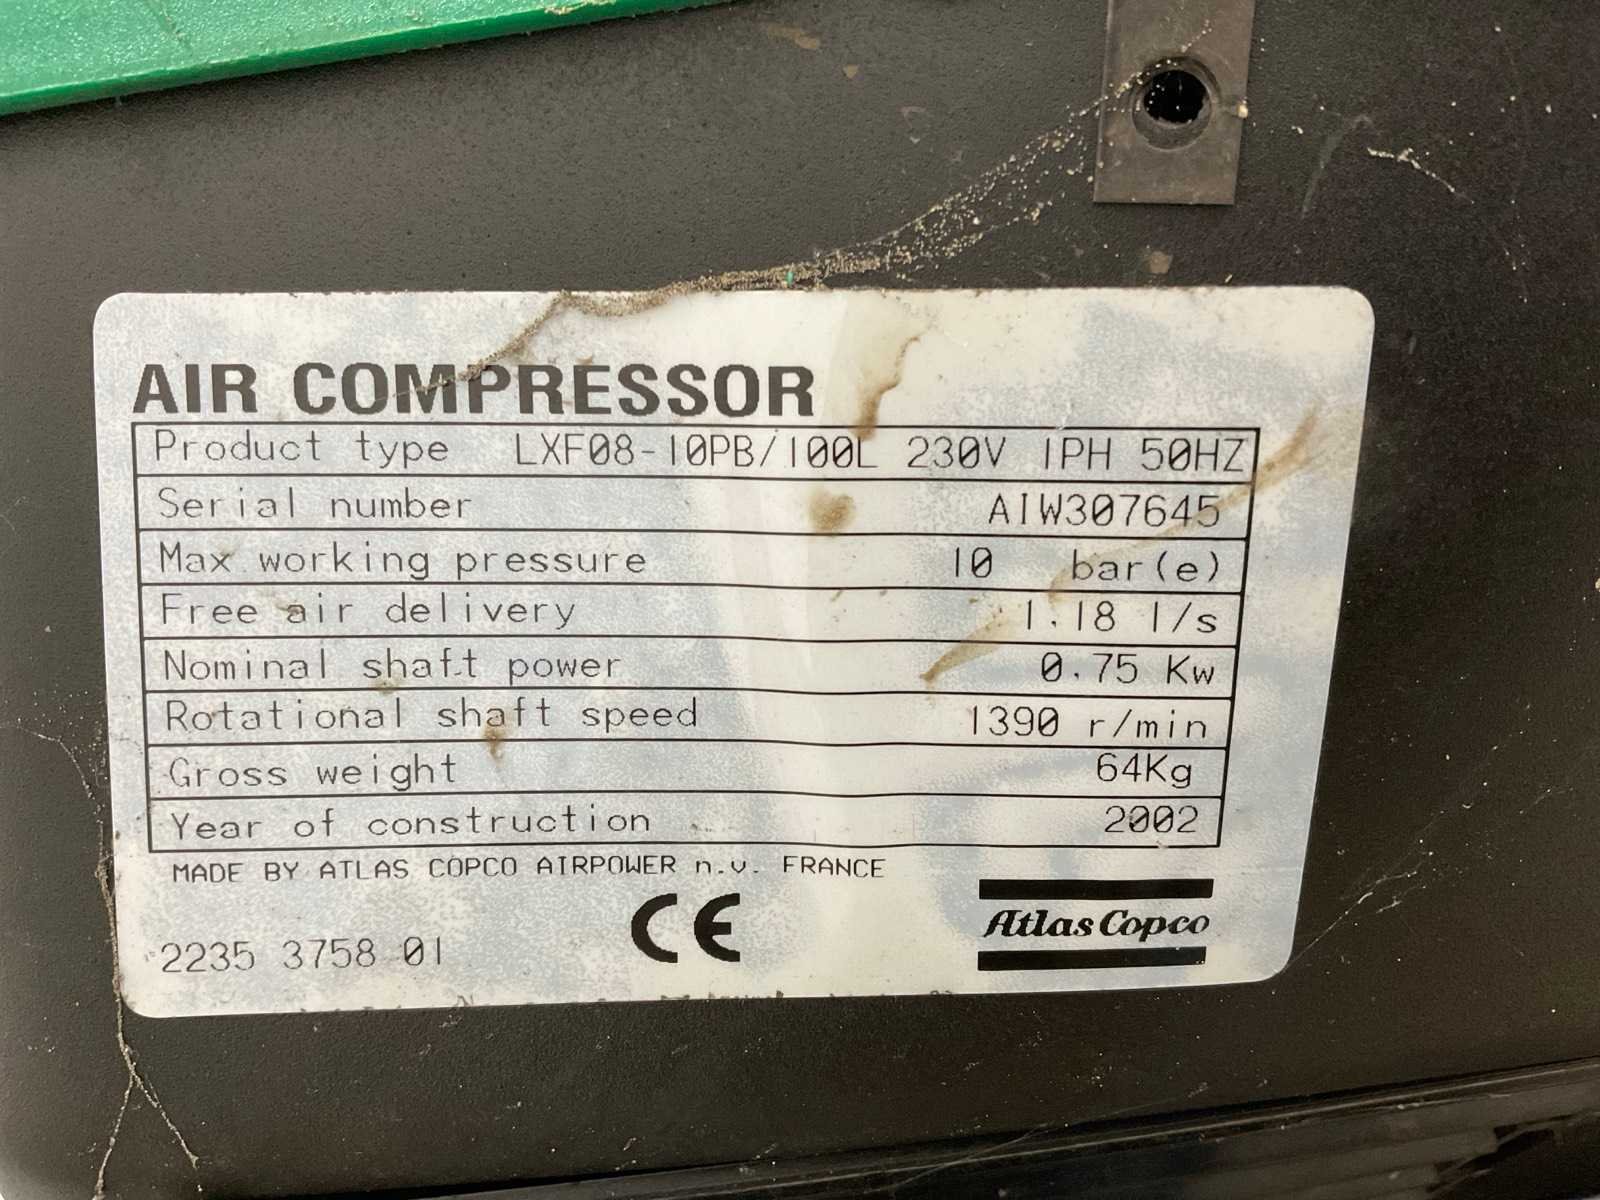 AIR COMPRESSOR
Product type LXF08-10PB/100L 230V 1PH 50HZ
Serial number AIW307645
Max working pressure 10 bar(e)
Free air delivery 1.18 l/s
Nominal shaft power 0.75 Kw
Rotational shaft speed 1390 r/min
Gross weight 64Kg
Year of construction 2002
MADE BY ATLAS COPCO AIRPOWER n.v. FRANCE
CE
Atlas Copco
2235 3758 01